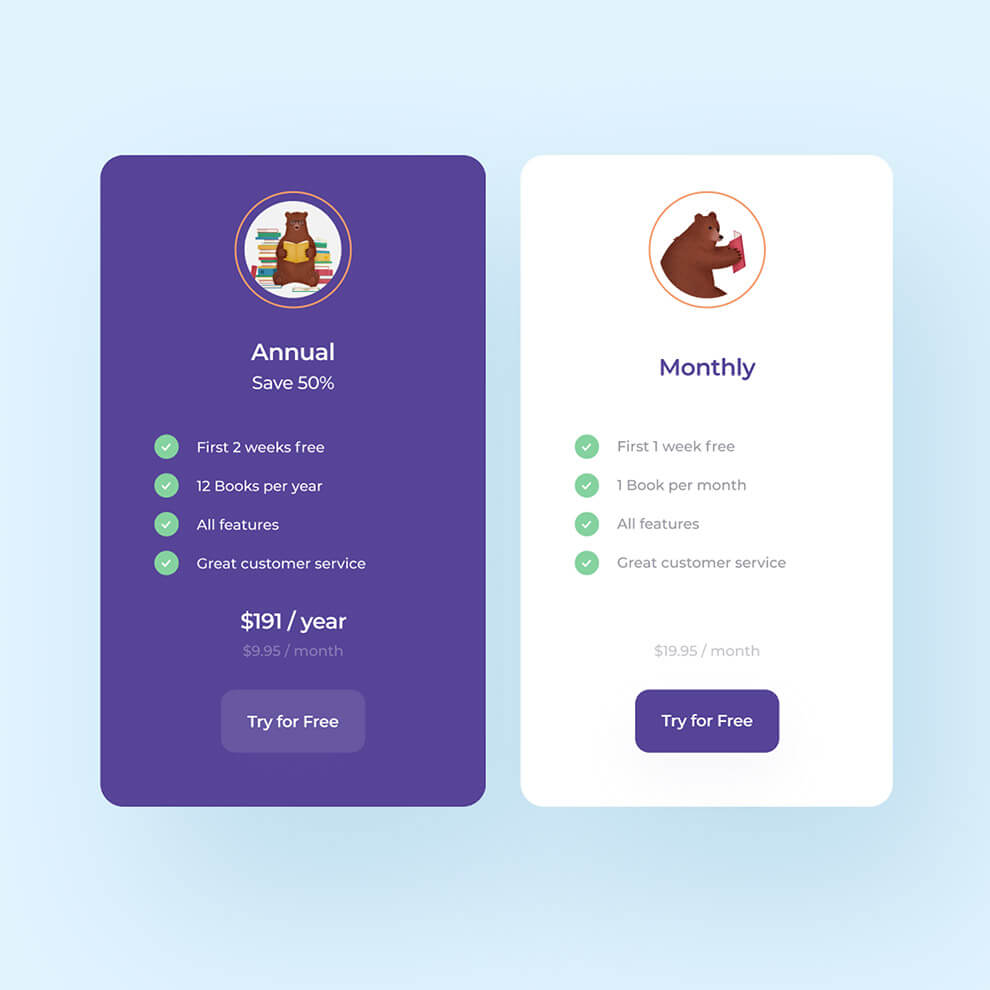 Annual
Save 50%
First 2 weeks free
12 Books per year
All features
Great customer service
$191 / year
$9.95 / month
Try for Free
Monthly
First 1 week free
1 Book per month
All features
Great customer service
$19.95 / month
Try for Free